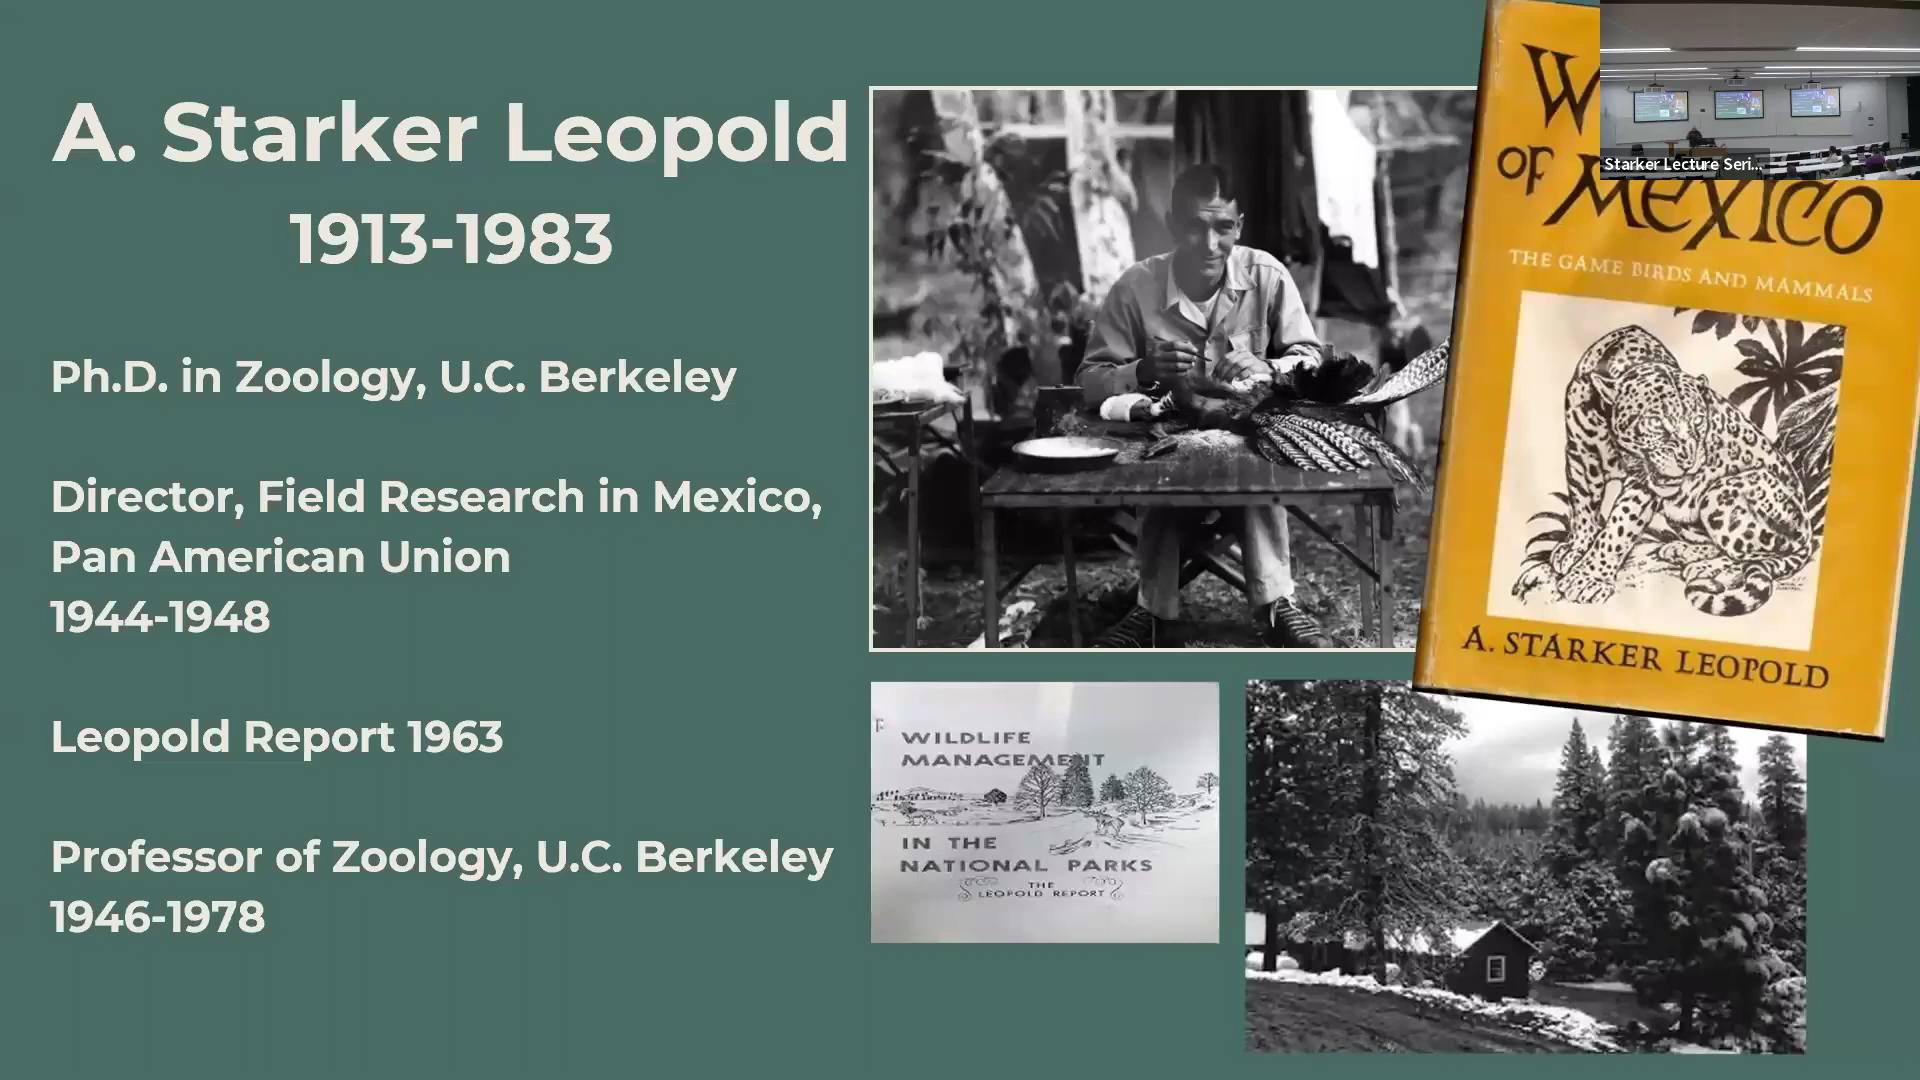 A. Starker Leopold
1913-1983
Ph.D. in Zoology, U.C. Berkeley
Director, Field Research in Mexico,
Pan American Union
1944-1948
Leopold Report 1963
Professor of Zoology, U.C. Berkeley
1946-1978
W
OF MEXICO
THE GAME BIRDS AND MAMMALS
A. STARKER LEOPOLD
Starker Lecture Seri...
WILDLIFE
MANAGEMENT
IN THE
NATIONAL PARKS
THE
LEOPOLD REPORT